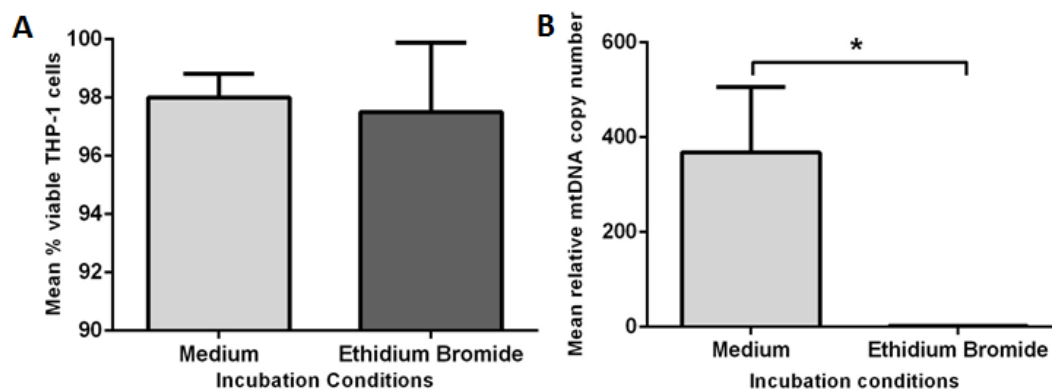 A
Mean % viable THP-1 cells
100
98
96
94
92
90
Medium
Ethidium Bromide
Incubation Conditions
B
Mean relative mtDNA copy number
600
400
200
0
*
Medium
Ethidium Bromide
Incubation conditions